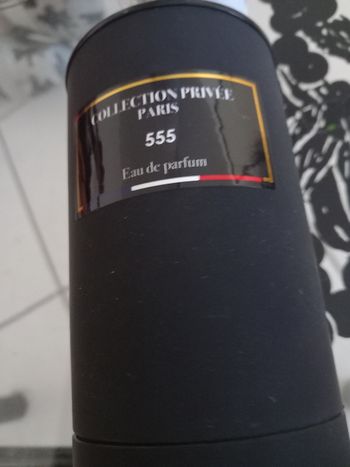 COLLECTION PRIVÉE
PARIS
555
Eau de parfum